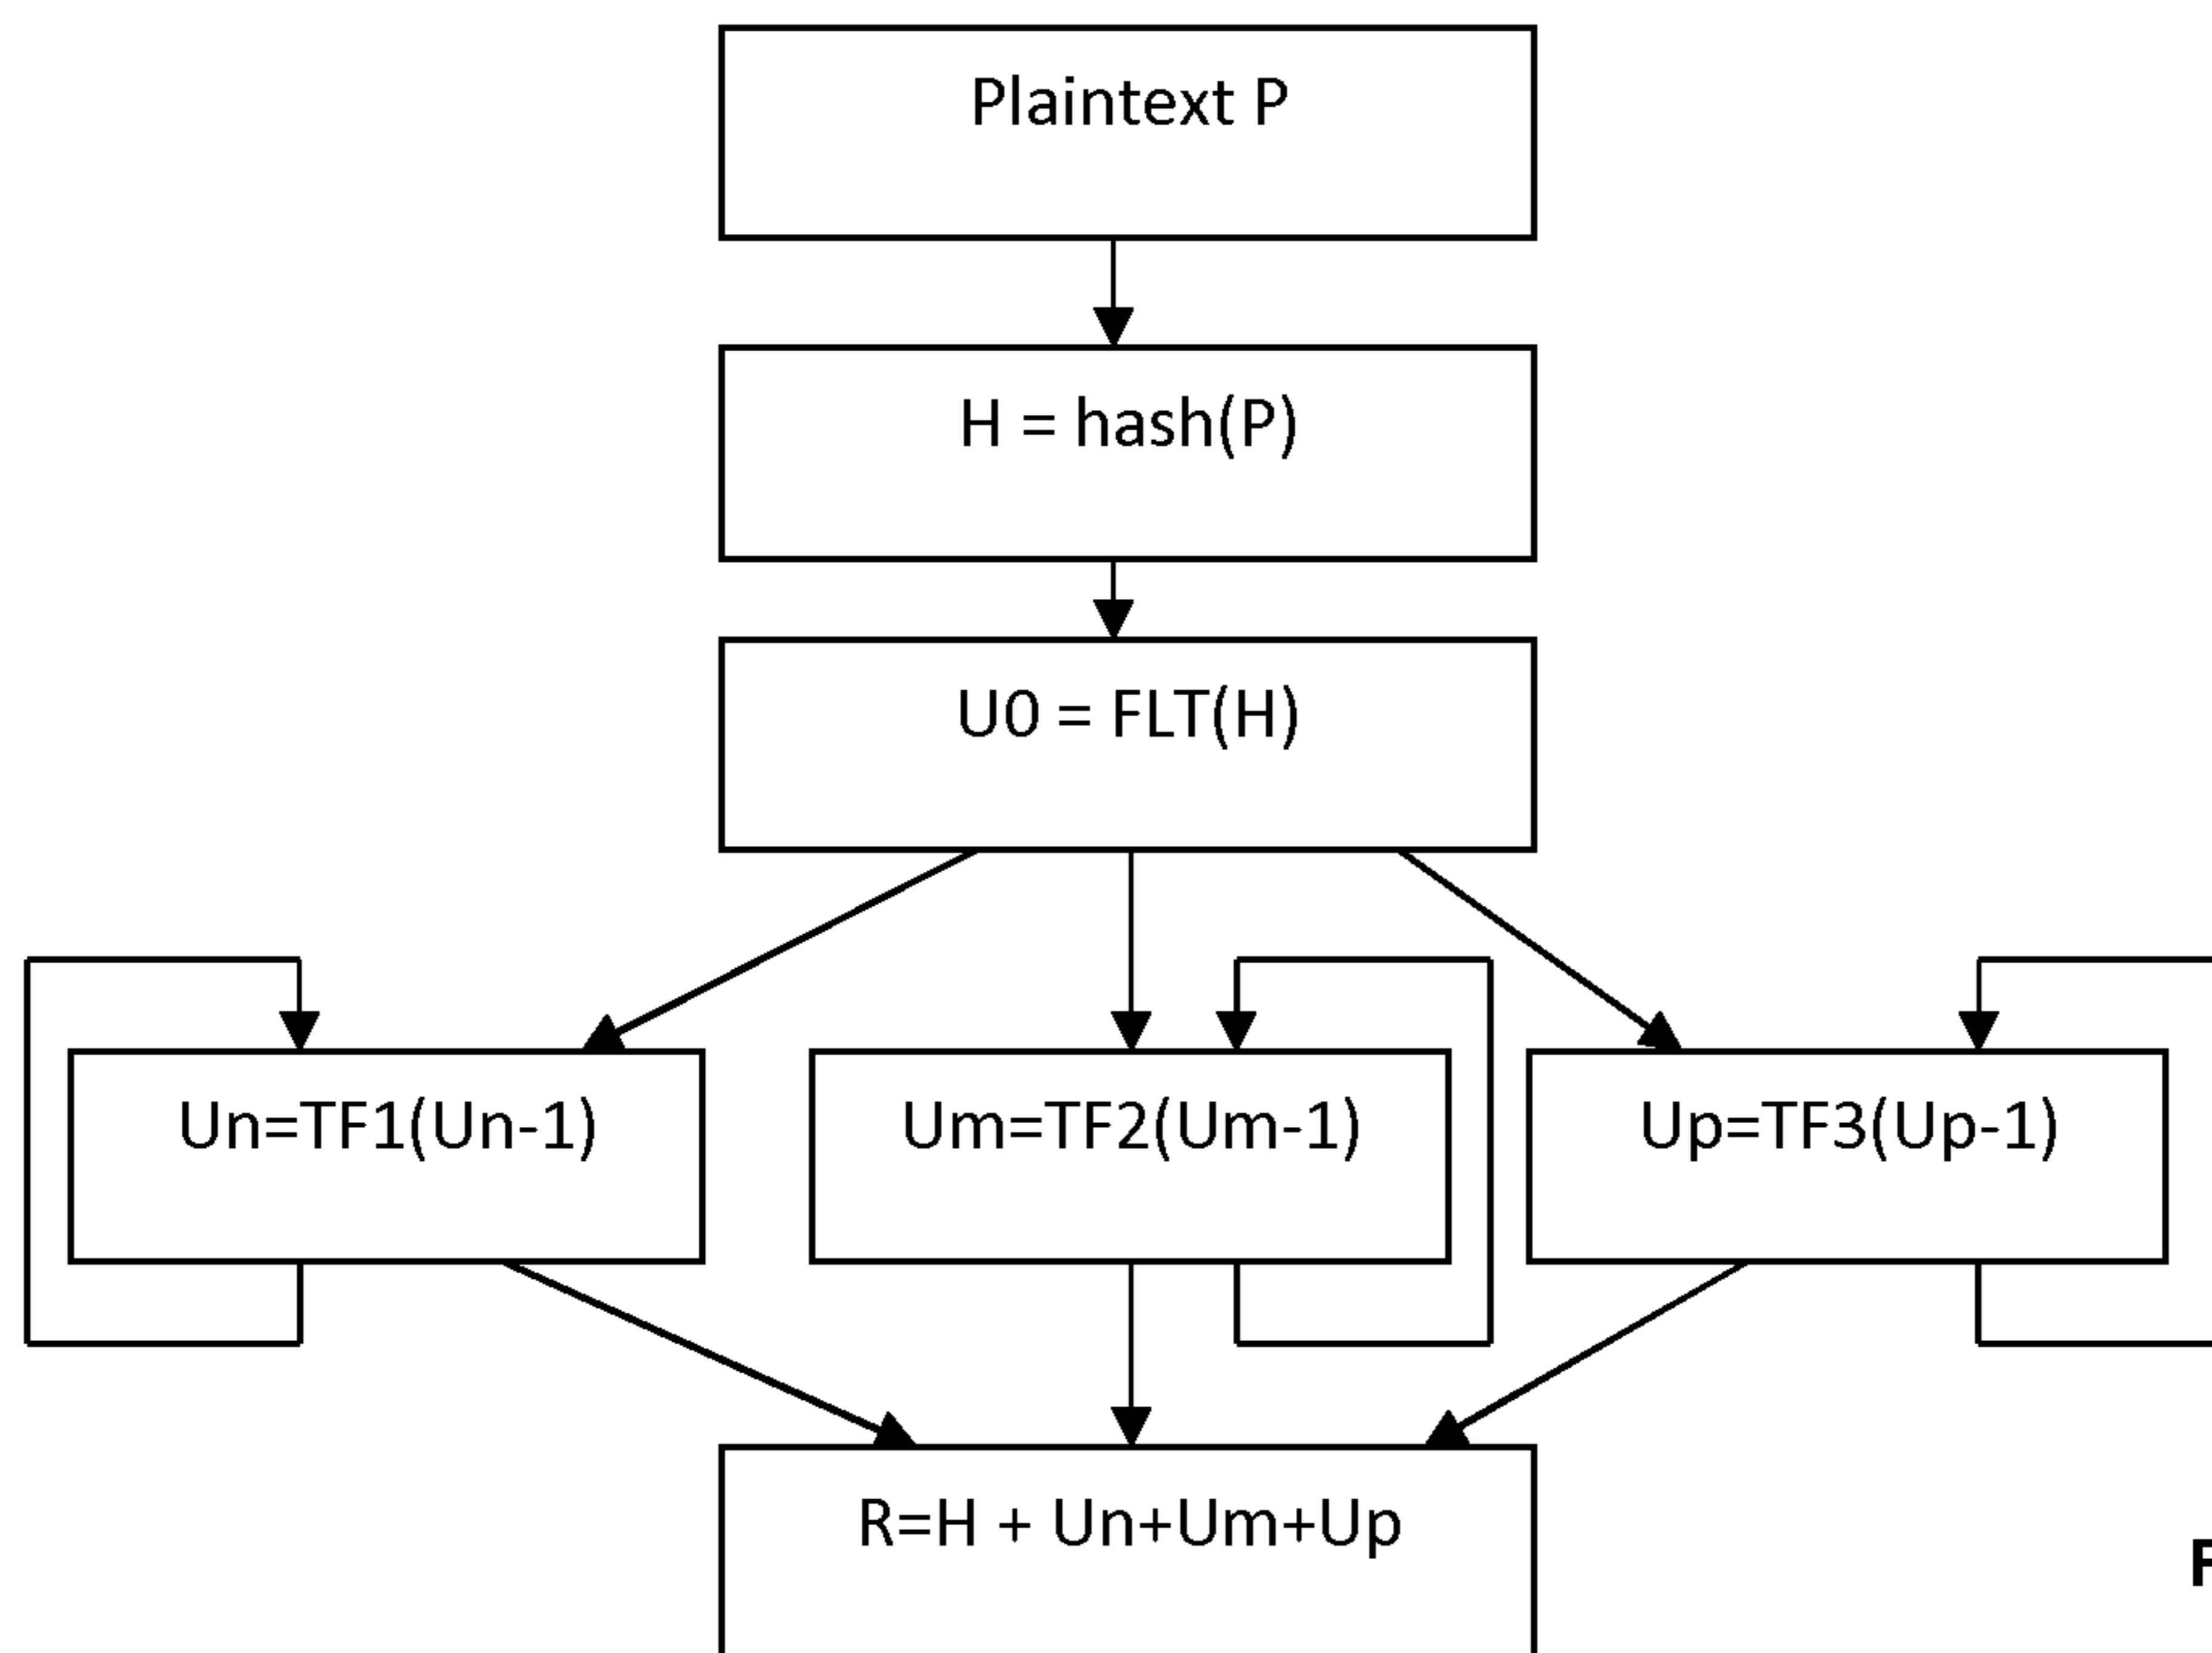 Plaintext P
H = hash(P)
U0 = FLT(H)
Un=TF1(Un-1)
Um=TF2(Um-1)
Up=TF3(Up-1)
R=H + Un+Um+Up